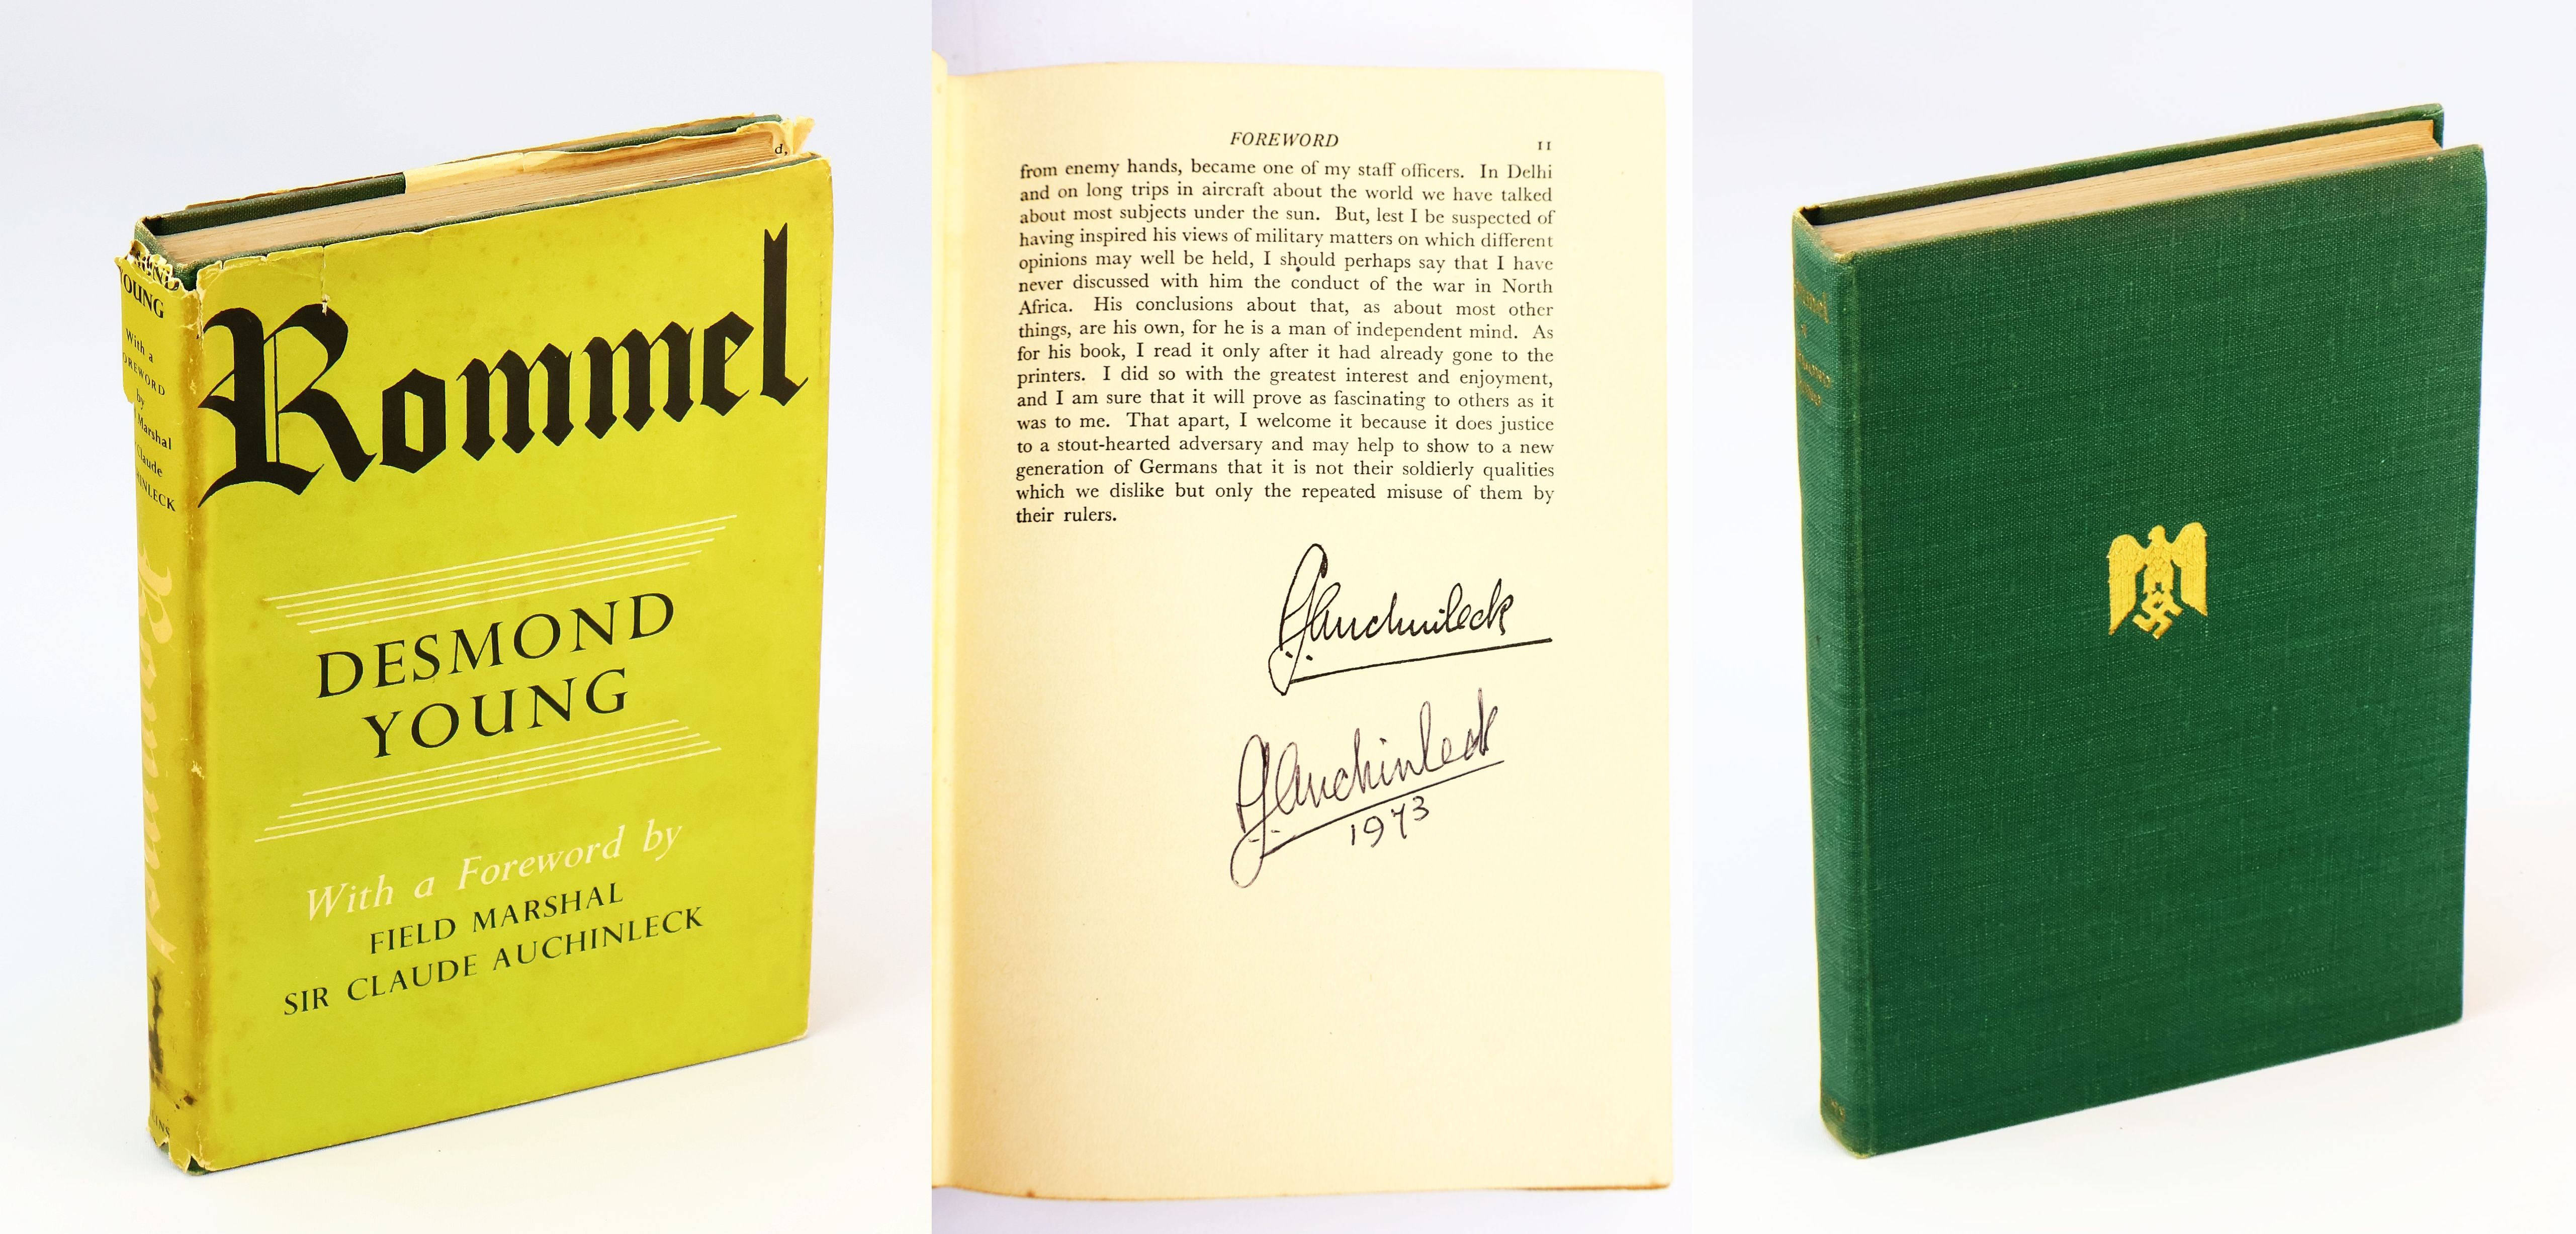 Rommel
DESMOND
YOUNG
With a Foreword by
FIELD MARSHAL
SIR CLAUDE AUCHINLECK
YOUNG
With a
by
Marshal
Claude
Rommel
d,
FOREWORD 11
from enemy hands, became one of my staff officers. In Delhi
and on long trips in aircraft about the world we have talked
about most subjects under the sun. But, lest I be suspected of
having inspired his views of military matters on which different
opinions may well be held, I should perhaps say that I have
never discussed with him the conduct of the war in North
Africa. His conclusions about that, as about most other
things, are his own, for he is a man of independent mind. As
for his book, I read it only after it had already gone to the
printers. I did so with the greatest interest and enjoyment,
and I am sure that it will prove as fascinating to others as it
was to me. That apart, I welcome it because it does justice
to a stout-hearted adversary and may help to show to a new
generation of Germans that it is not their soldierly qualities
which we dislike but only the repeated misuse of them by
their rulers.
CJAuchinleck
CJAuchinleck
1973